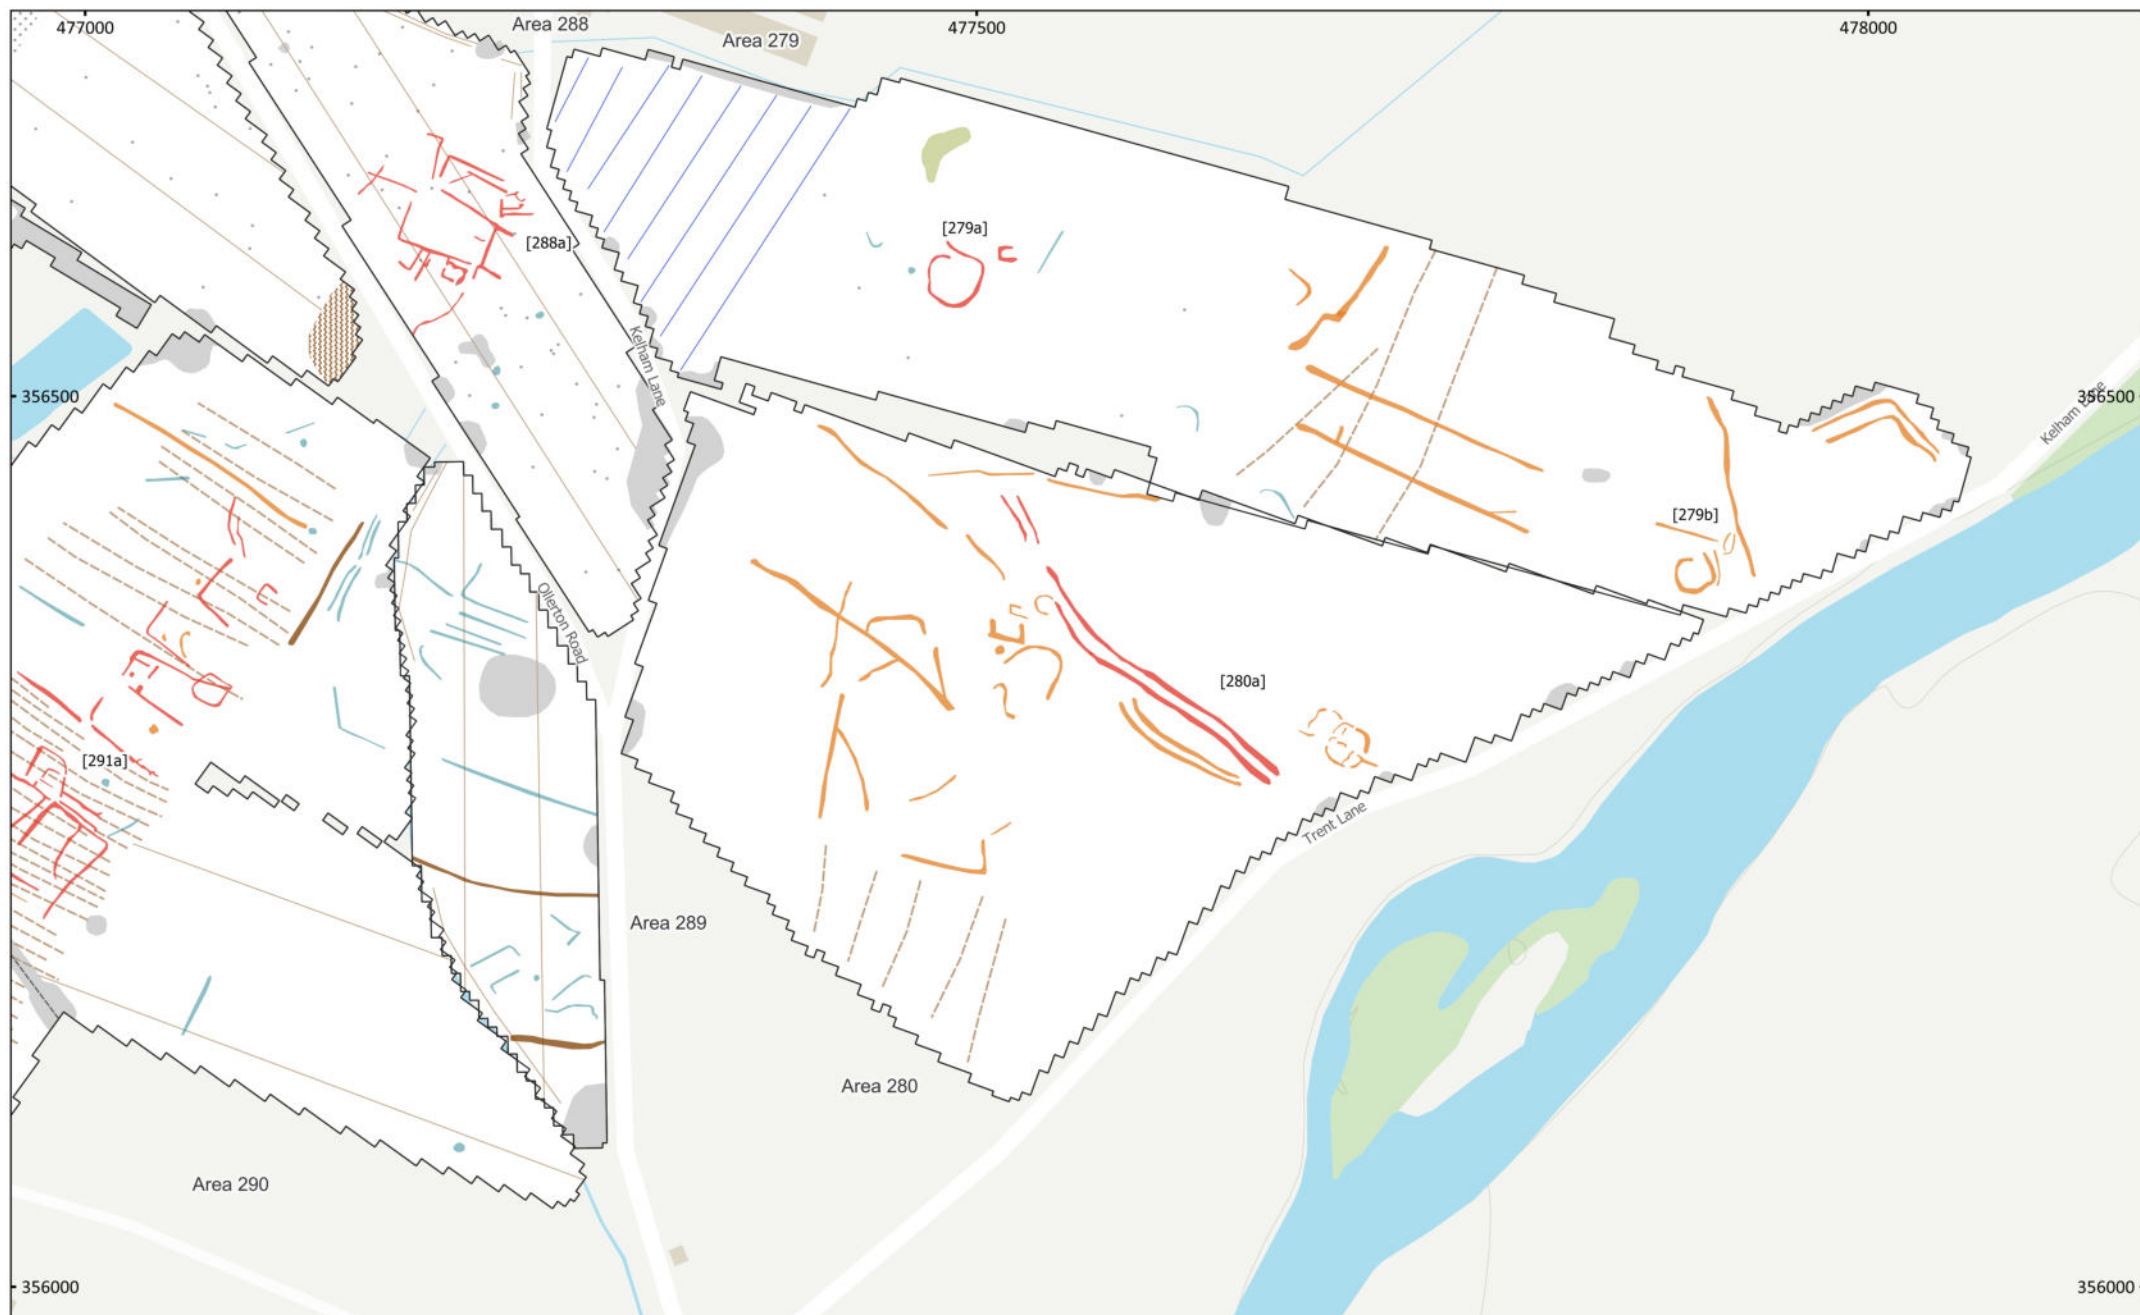 477000
Area 288
Area 279
477500
478000
[279a]
[288a]
Kelham Lane
356500
356500
Kelham Lane
[279b]
Ollerton Road
[280a]
[291a]
Trent Lane
Area 289
Area 280
Area 290
356000
356000